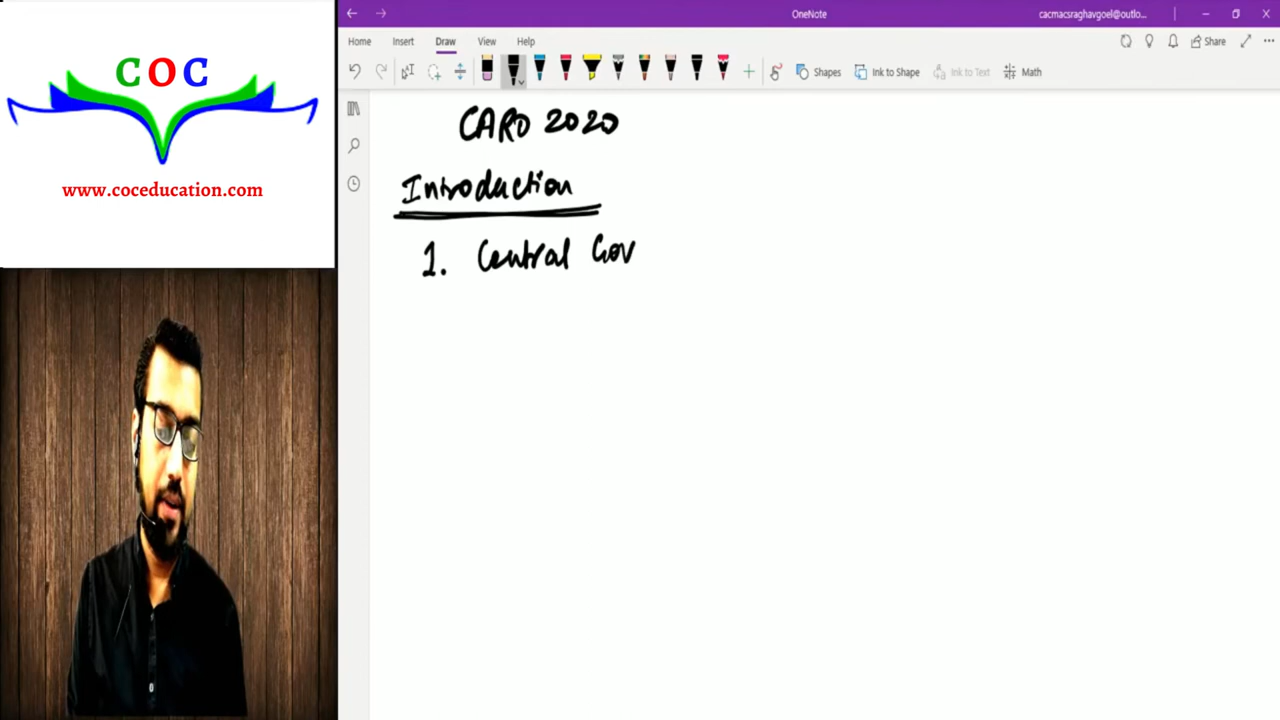 COC
www.coceducation.com
OneNote
cacmacsraghavgoel@outlo...
Home Insert Draw View Help
Share
Shapes Ink to Shape Ink to Text Math
CARO 2020
Introduction
1. Central Gov